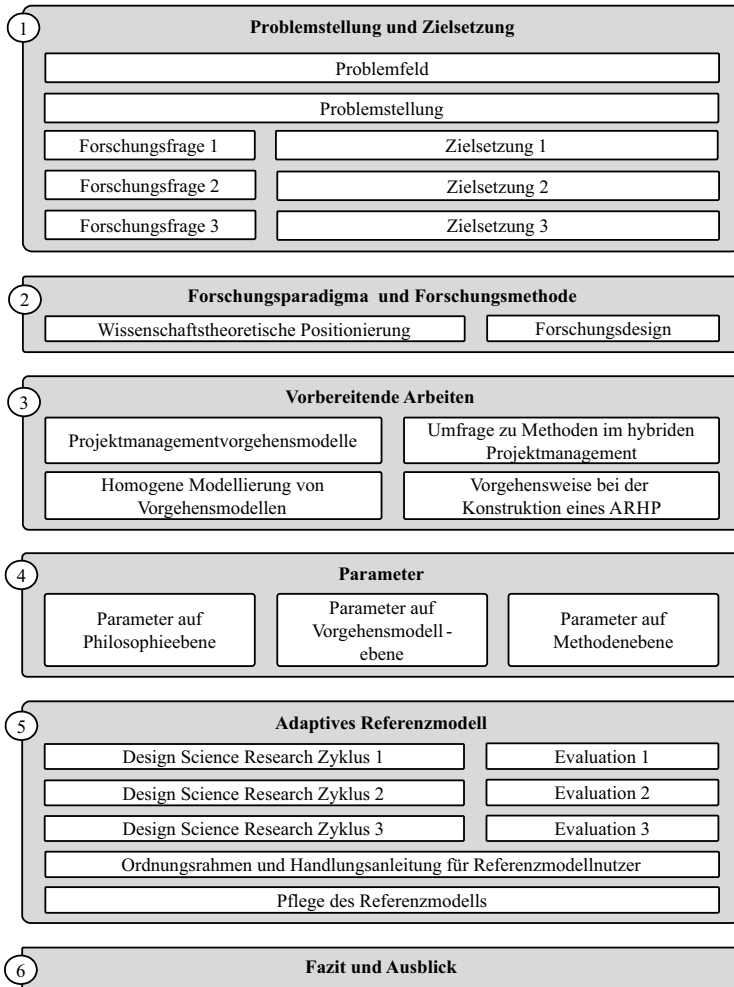 1
Problemstellung und Zielsetzung
Problemfeld
Problemstellung
Forschungsfrage 1
Zielsetzung 1
Forschungsfrage 2
Zielsetzung 2
Forschungsfrage 3
Zielsetzung 3
2
Forschungsparadigma und Forschungsmethode
Wissenschaftstheoretische Positionierung
Forschungsdesign
3
Vorbereitende Arbeiten
Projektmanagementvorgehensmodelle
Umfrage zu Methoden im hybriden
Projektmanagement
Homogene Modellierung von
Vorgehensmodellen
Vorgehensweise bei der
Konstruktion eines ARHP
4
Parameter
Parameter auf
Philosophieebene
Parameter auf
Vorgehensmodell-
ebene
Parameter auf
Methodenebene
5
Adaptives Referenzmodell
Design Science Research Zyklus 1
Evaluation 1
Design Science Research Zyklus 2
Evaluation 2
Design Science Research Zyklus 3
Evaluation 3
Ordnungsrahmen und Handlungsanleitung für Referenzmodellnutzer
Pflege des Referenzmodells
6
Fazit und Ausblick